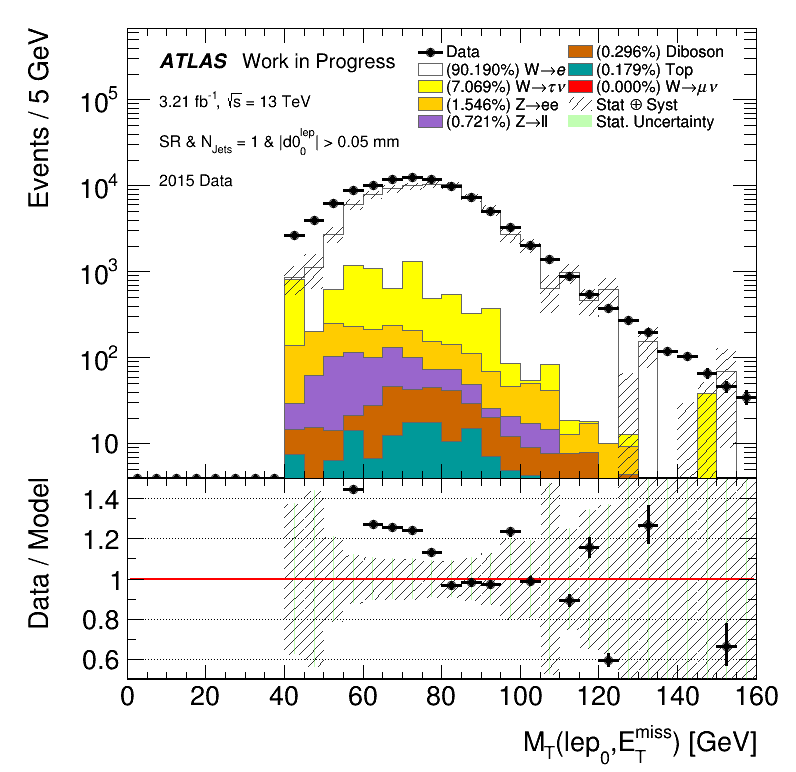 Events / 5 GeV
10⁵
10⁴
10³
10²
10
ATLAS Work in Progress
3.21 fb⁻¹, √s = 13 TeV
SR & N_Jets = 1 & |d0₀^lep| > 0.05 mm
2015 Data
Data
(90.190%) W→e
(7.069%) W→τν
(1.546%) Z→ee
(0.721%) Z→ll
(0.296%) Diboson
(0.179%) Top
(0.000%) W→μν
Stat ⊕ Syst
Stat. Uncertainty
Data / Model
1.4
1.2
1
0.8
0.6
0 20 40 60 80 100 120 140 160
M_T(lep₀,E_T^miss) [GeV]